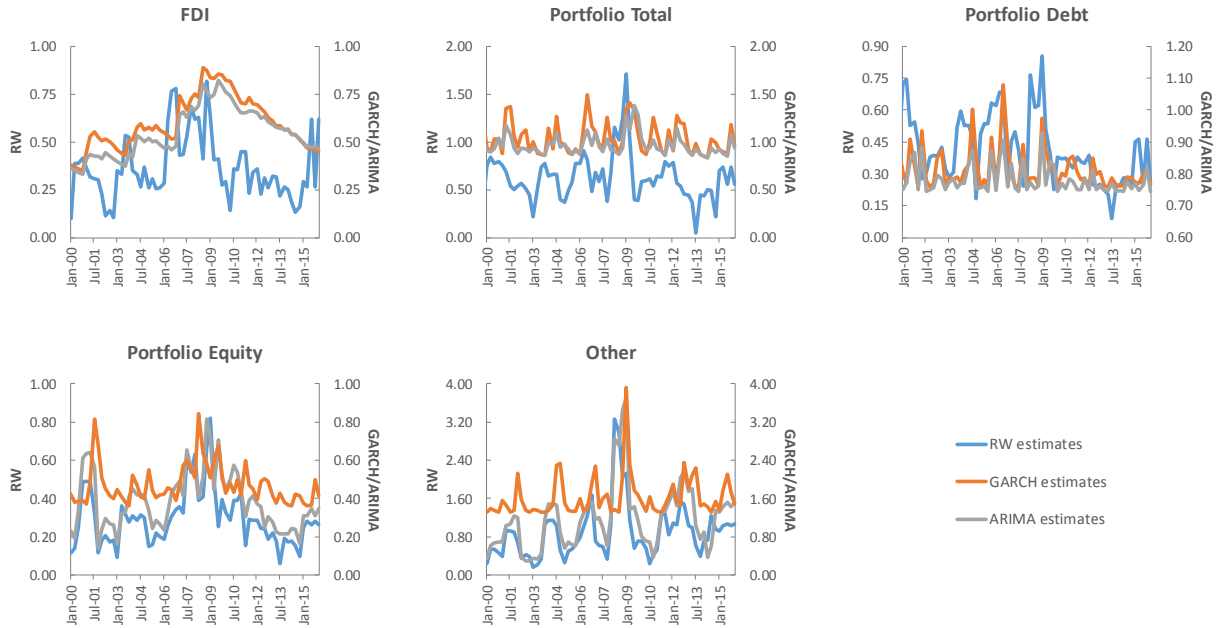 FDI
1.00
0.75
0.50
0.25
0.00
RW
1.00
0.75
0.50
0.25
0.00
GARCH/ARIMA
Jan-00
Jul-01
Jan-03
Jul-04
Jan-06
Jul-07
Jan-09
Jul-10
Jan-12
Jul-13
Jan-15
Portfolio Total
2.00
1.50
1.00
0.50
0.00
RW
2.00
1.50
1.00
0.50
0.00
GARCH/ARIMA
Jan-00
Jul-01
Jan-03
Jul-04
Jan-06
Jul-07
Jan-09
Jul-10
Jan-12
Jul-13
Jan-15
Portfolio Debt
0.90
0.75
0.60
0.45
0.30
0.15
0.00
RW
1.20
1.10
1.00
0.90
0.80
0.70
0.60
GARCH/ARIMA
Jan-00
Jul-01
Jan-03
Jul-04
Jan-06
Jul-07
Jan-09
Jul-10
Jan-12
Jul-13
Jan-15
Portfolio Equity
1.00
0.80
0.60
0.40
0.20
0.00
RW
1.00
0.80
0.60
0.40
0.20
0.00
GARCH/ARIMA
Jan-00
Jul-01
Jan-03
Jul-04
Jan-06
Jul-07
Jan-09
Jul-10
Jan-12
Jul-13
Jan-15
Other
4.00
3.20
2.40
1.60
0.80
0.00
RW
4.00
3.20
2.40
1.60
0.80
0.00
GARCH/ARIMA
Jan-00
Jul-01
Jan-03
Jul-04
Jan-06
Jul-07
Jan-09
Jul-10
Jan-12
Jul-13
Jan-15
RW estimates
GARCH estimates
ARIMA estimates